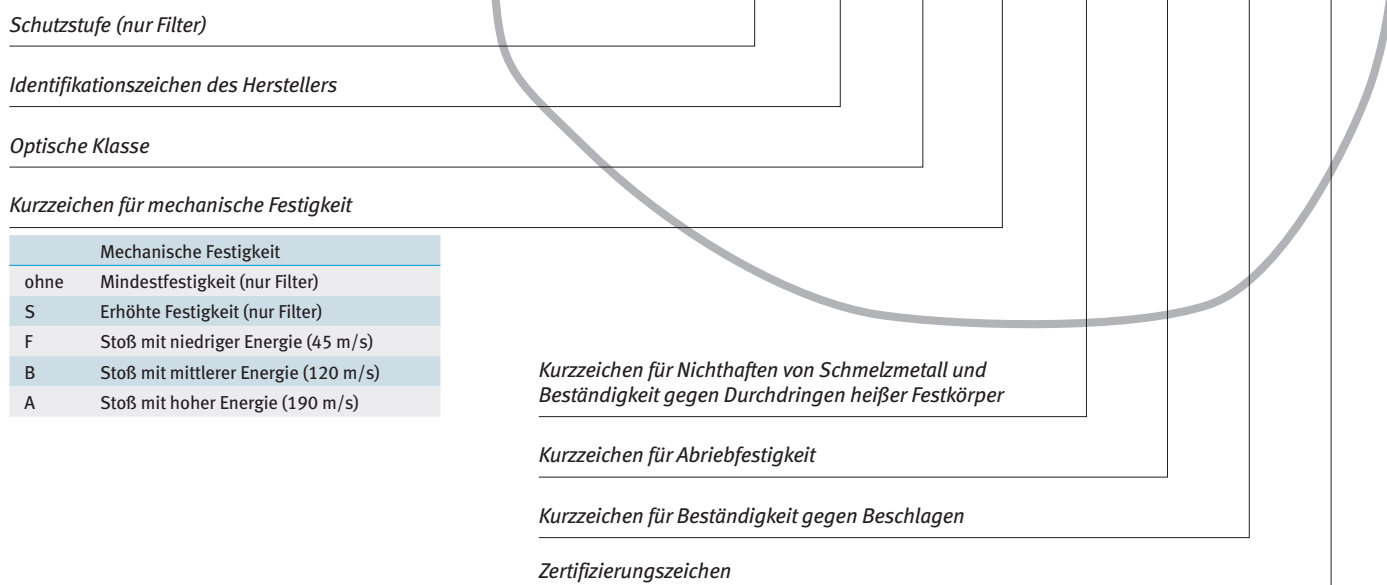 Schutzstufe (nur Filter)
Identifikationszeichen des Herstellers
Optische Klasse
Kurzzeichen für mechanische Festigkeit
Mechanische Festigkeit
ohne Mindestfestigkeit (nur Filter)
S Erhöhte Festigkeit (nur Filter)
F Stoß mit niedriger Energie (45 m/s)
B Stoß mit mittlerer Energie (120 m/s)
A Stoß mit hoher Energie (190 m/s)
Kurzzeichen für Nichthaften von Schmelzmetall und
Beständigkeit gegen Durchdringen heißer Festkörper
Kurzzeichen für Abriebfestigkeit
Kurzzeichen für Beständigkeit gegen Beschlagen
Zertifizierungszeichen